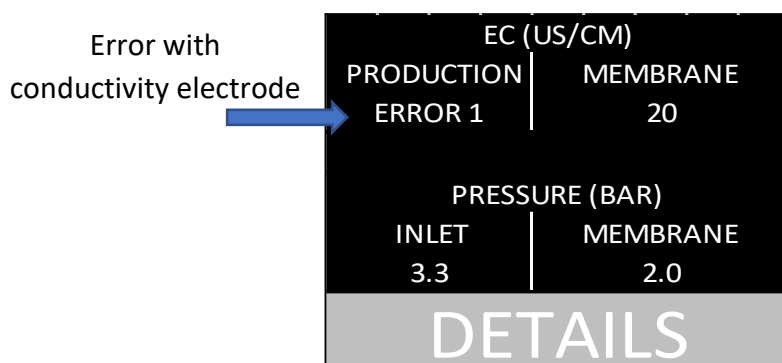 Error with
conductivity electrode
EC (US/CM)
PRODUCTION MEMBRANE
ERROR 1 20
PRESSURE (BAR)
INLET MEMBRANE
3.3 2.0
DETAILS